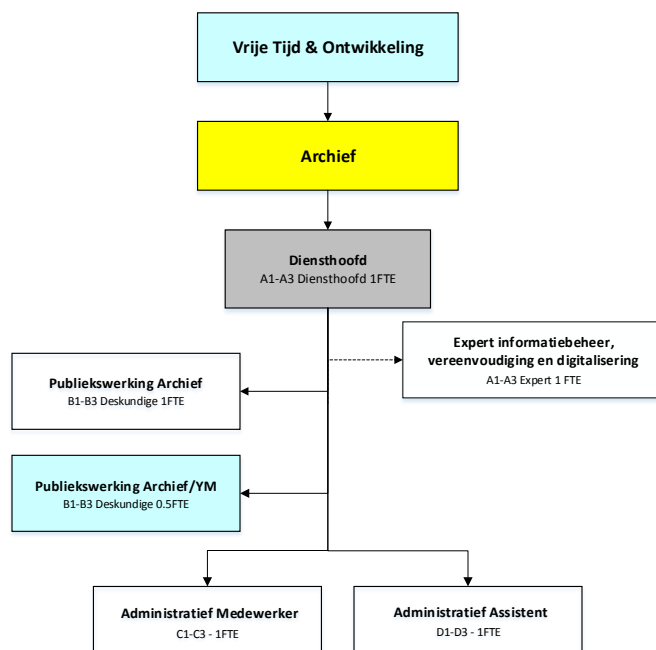 Vrije Tijd & Ontwikkeling
Archief
Diensthoofd
A1-A3 Diensthoofd 1FTE
Expert informatiebeheer,
vereenvoudiging en digitalisering
A1-A3 Expert 1 FTE
Publiekswerking Archief
B1-B3 Deskundige 1FTE
Publiekswerking Archief/YM
B1-B3 Deskundige 0.5FTE
Administratief Medewerker
C1-C3 - 1FTE
Administratief Assistent
D1-D3 - 1FTE